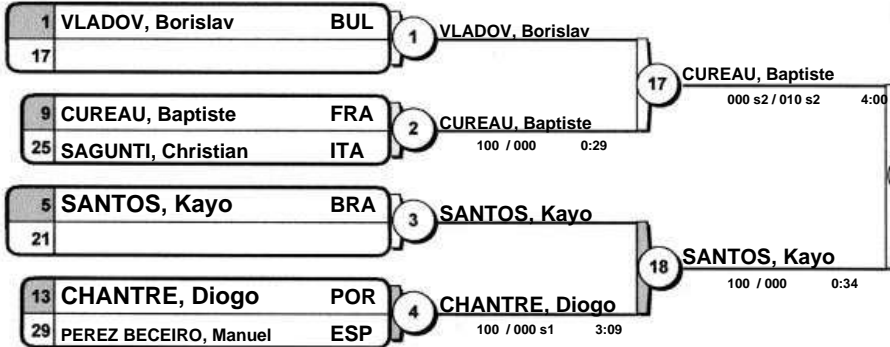 1 VLADOV, Borislav BUL
17
1 VLADOV, Borislav
9 CUREAU, Baptiste FRA
25 SAGUNTI, Christian ITA
2 CUREAU, Baptiste
100 / 000 0:29
17 CUREAU, Baptiste
000 s2 / 010 s2 4:00
5 SANTOS, Kayo BRA
21
3 SANTOS, Kayo
13 CHANTRE, Diogo POR
29 PEREZ BECEIRO, Manuel ESP
4 CHANTRE, Diogo
100 / 000 s1 3:09
18 SANTOS, Kayo
100 / 000 0:34